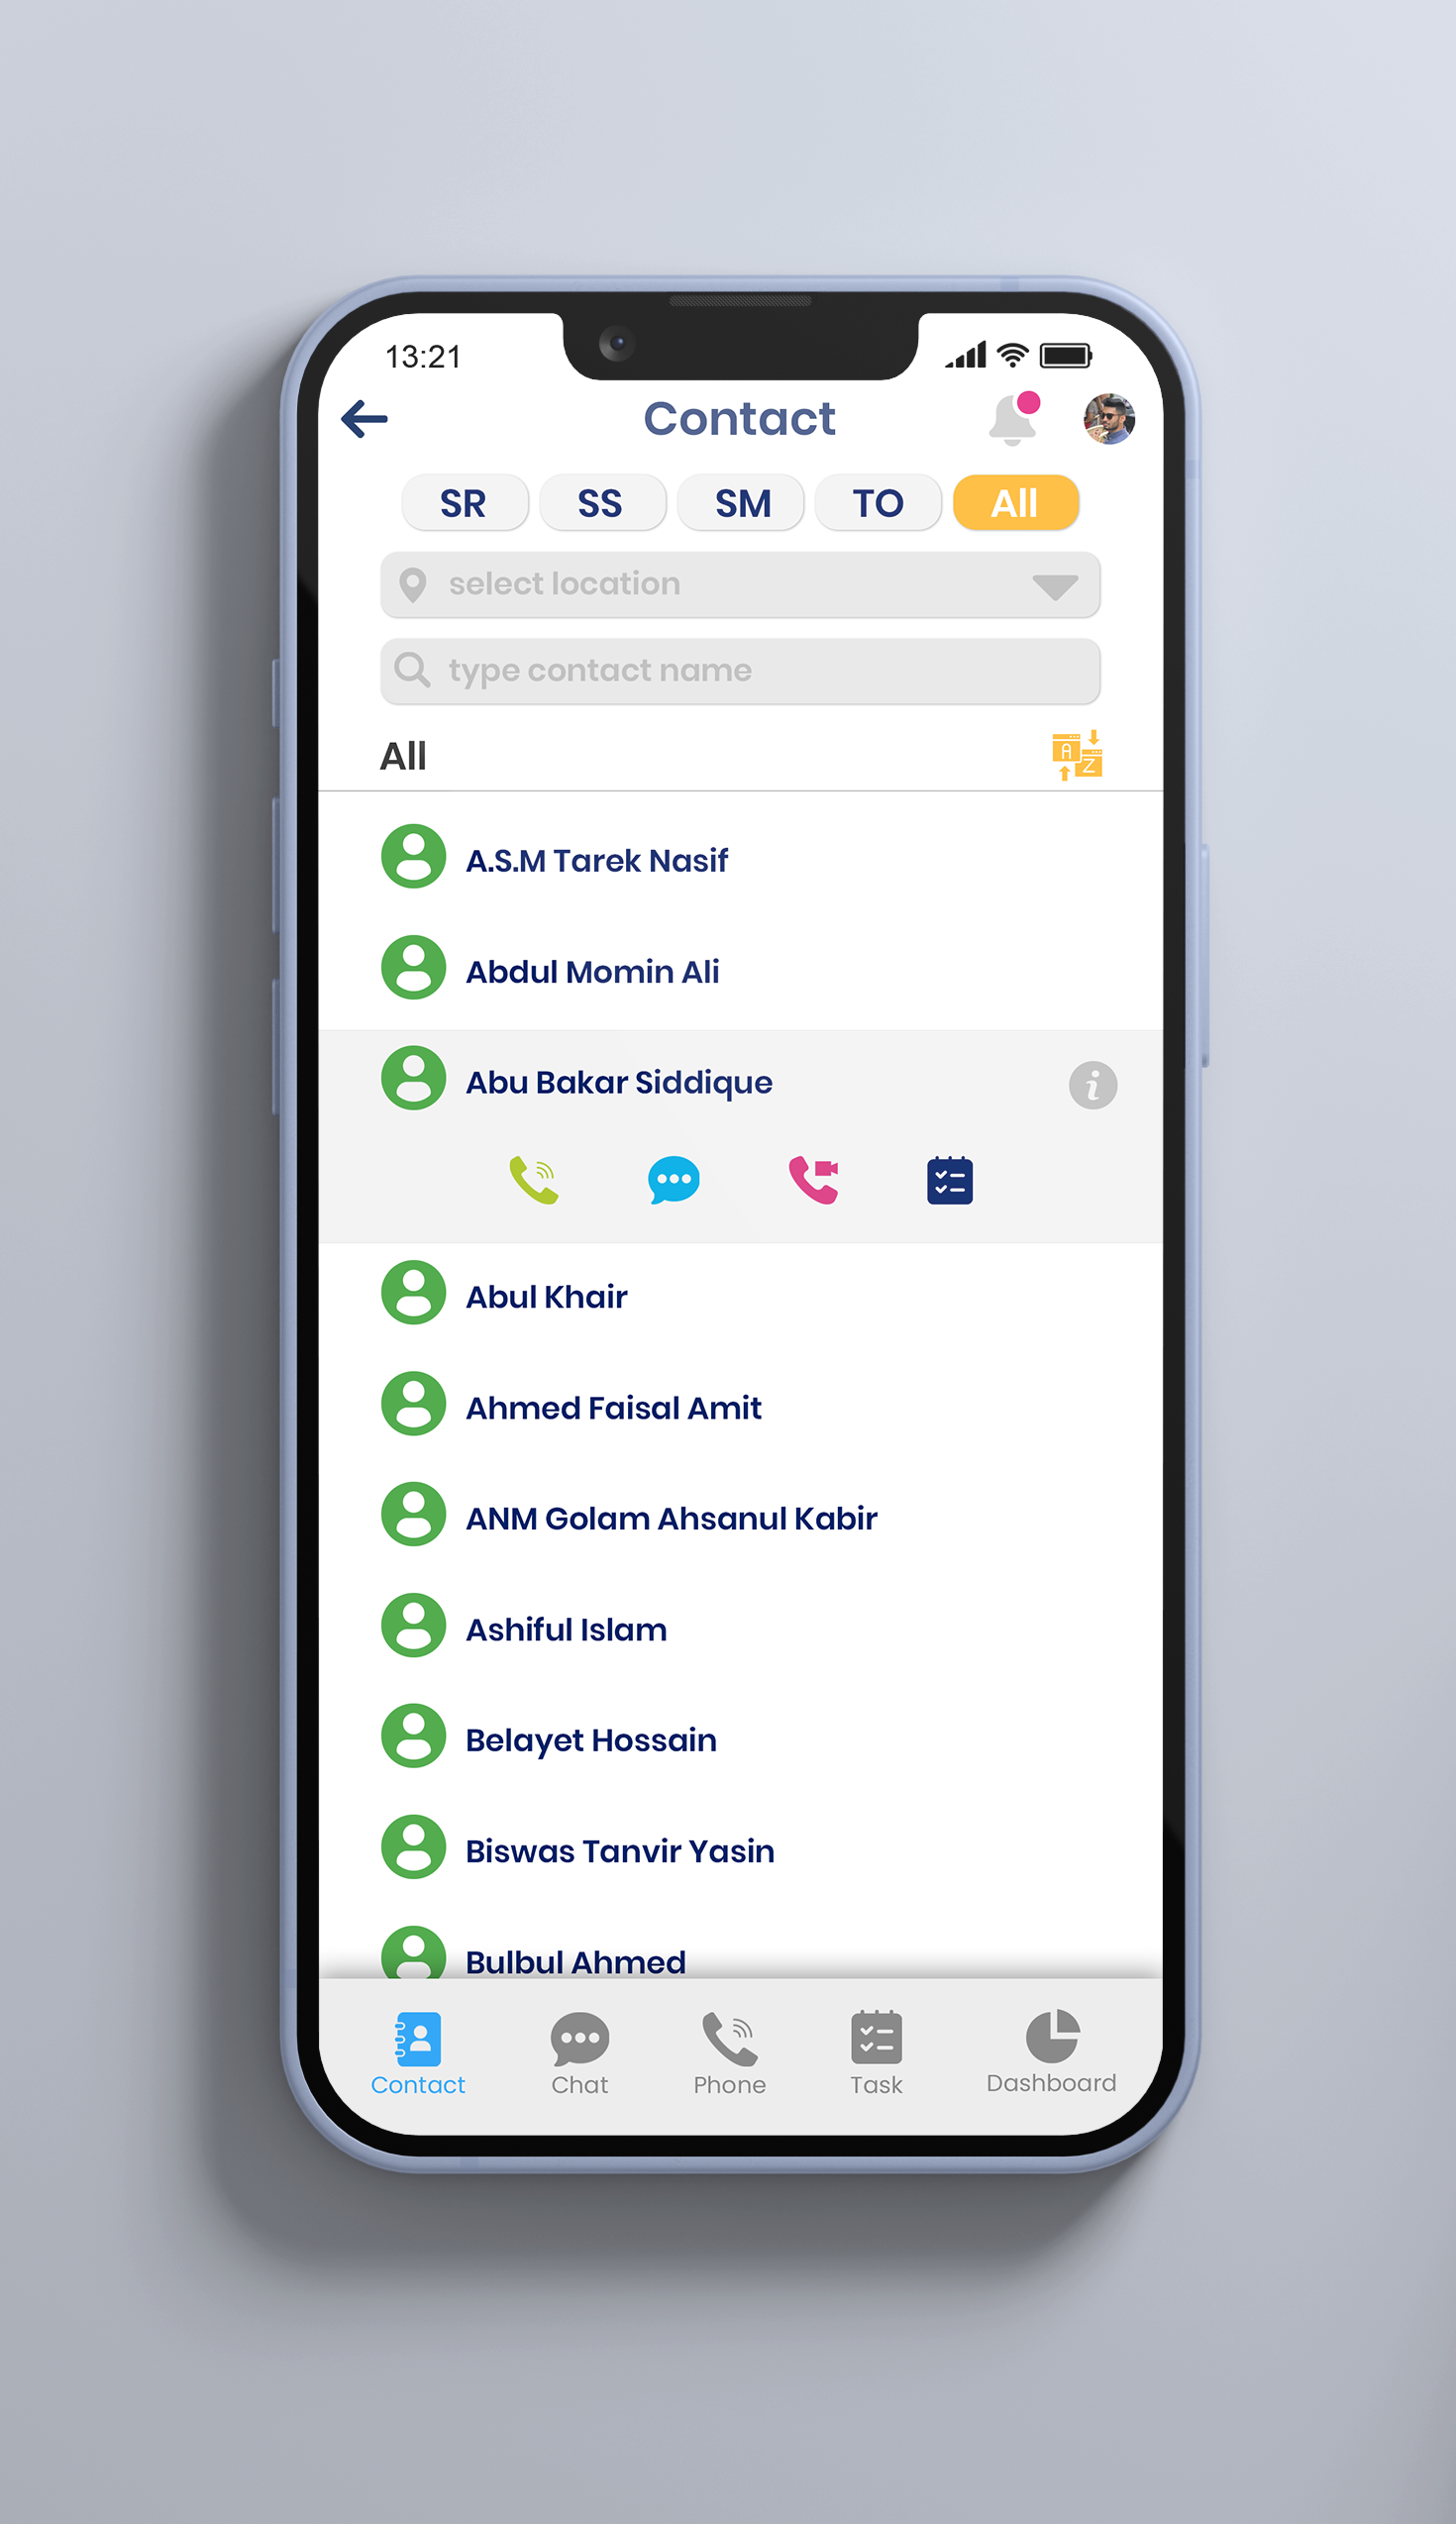 13:21
Contact
SR SS SM TO All
select location
type contact name
All
A
Z
A.S.M Tarek Nasif
Abdul Momin Ali
Abu Bakar Siddique
i
Abul Khair
Ahmed Faisal Amit
ANM Golam Ahsanul Kabir
Ashiful Islam
Belayet Hossain
Biswas Tanvir Yasin
Bulbul Ahmed
Contact Chat Phone Task Dashboard